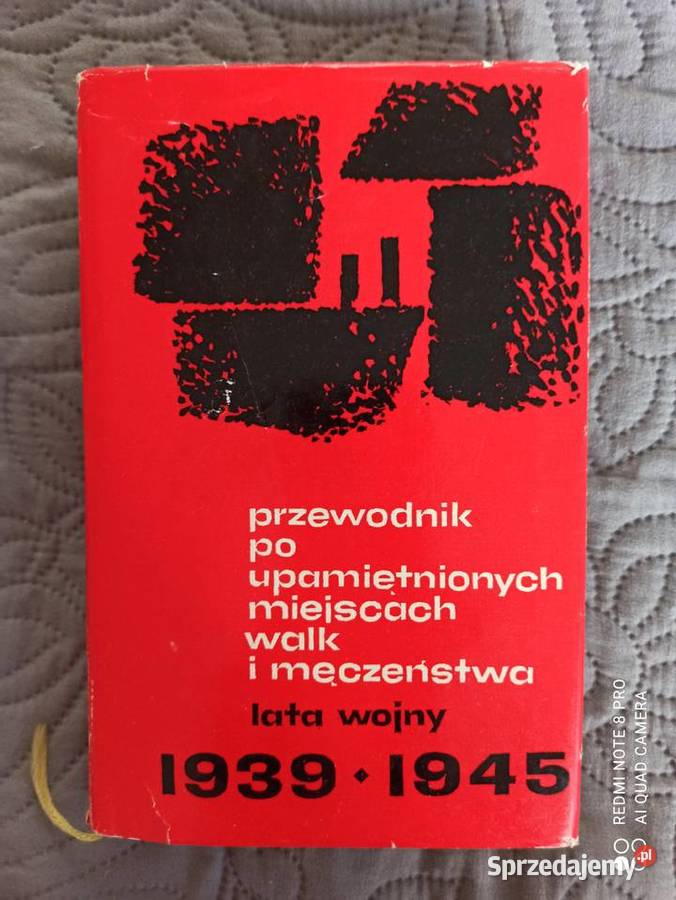 przewodnik
po
upamiętnionych
miejscach
walk
i męczeństwa
lata wojny
1939 • 1945
REDMI NOTE 8 PRO
AI QUAD CAMERA
Sprzedajemy.pl